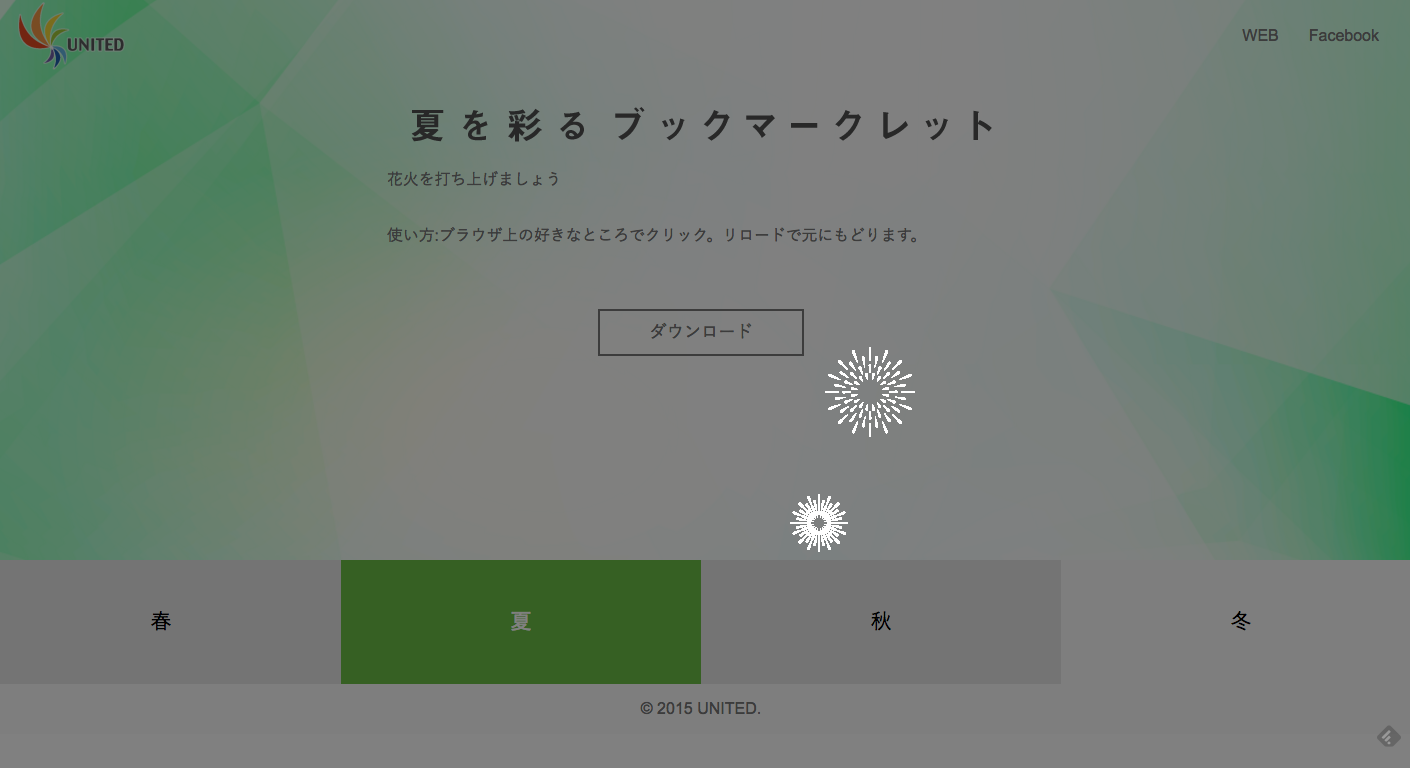 UNITED
WEB
Facebook
夏を彩る ブックマークレット
花火を打ち上げましょう
使い方:ブラウザ上の好きなところでクリック。リロードで元にもどります。
ダウンロード
春
夏
秋
冬
© 2015 UNITED.